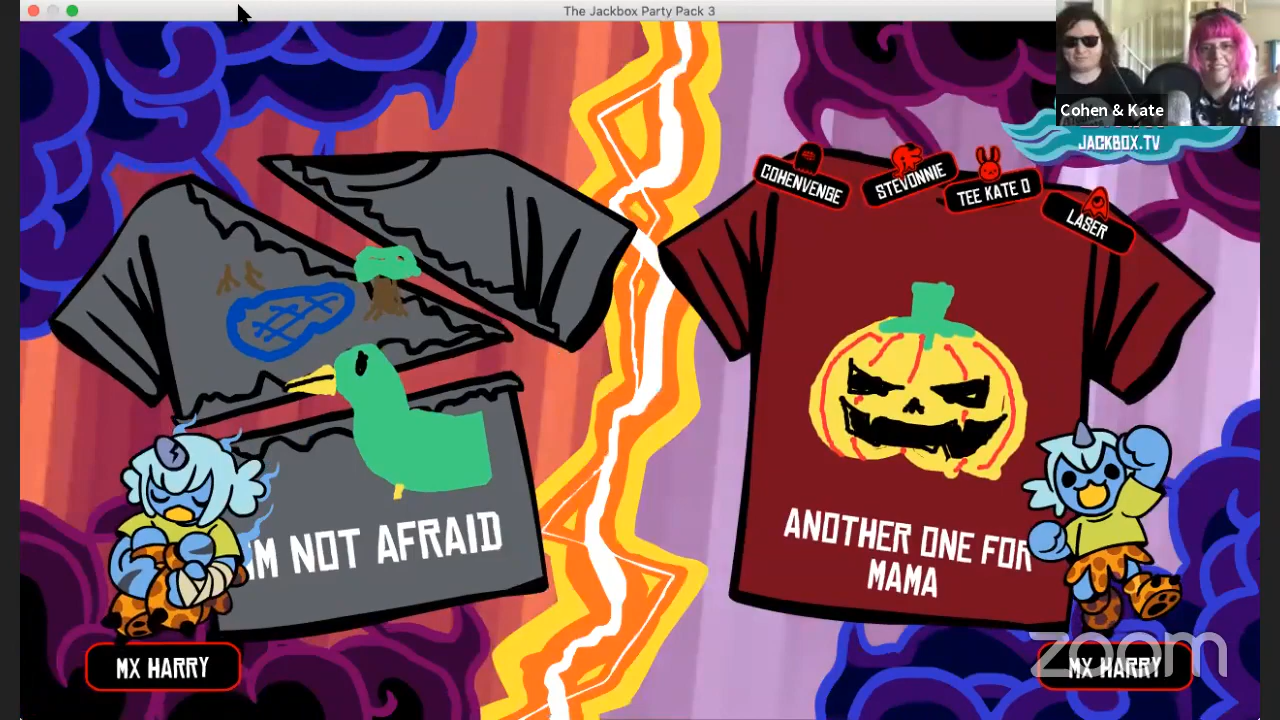 The Jackbox Party Pack 3
Cohen & Kate
JACKBOX.TV
COHENVENGE
STEVONNIE
TEE KATE O
LASER
I'M NOT AFRAID
ANOTHER ONE FOR
MAMA
MX HARRY
MX HARRY
zoom